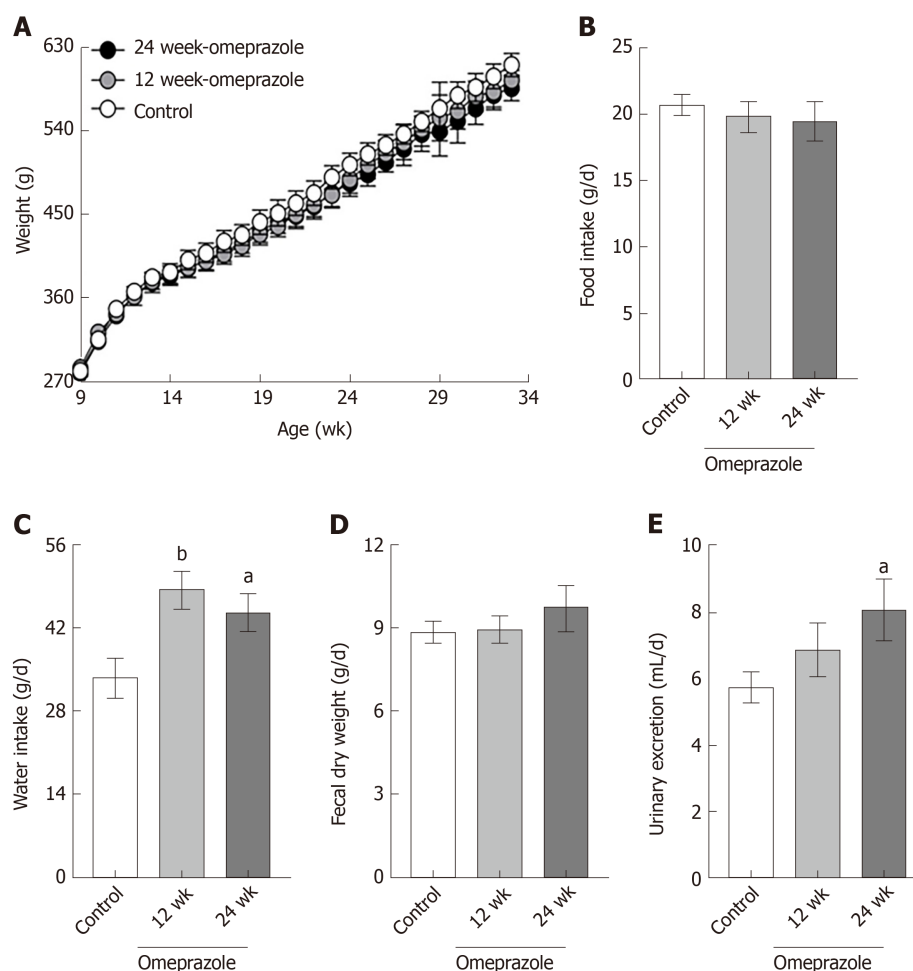 A
630
540
450
360
270
Weight (g)
24 week-omeprazole
12 week-omeprazole
Control
9
14
19
24
29
34
Age (wk)
B
25
20
15
10
5
0
Food intake (g/d)
Control
12 wk
24 wk
Omeprazole
C
56
42
28
14
0
Water intake (g/d)
b
a
Control
12 wk
24 wk
Omeprazole
D
12
9
6
3
0
Fecal dry weight (g/d)
Control
12 wk
24 wk
Omeprazole
E
10
8
6
4
2
0
Urinary excretion (mL/d)
a
Control
12 wk
24 wk
Omeprazole